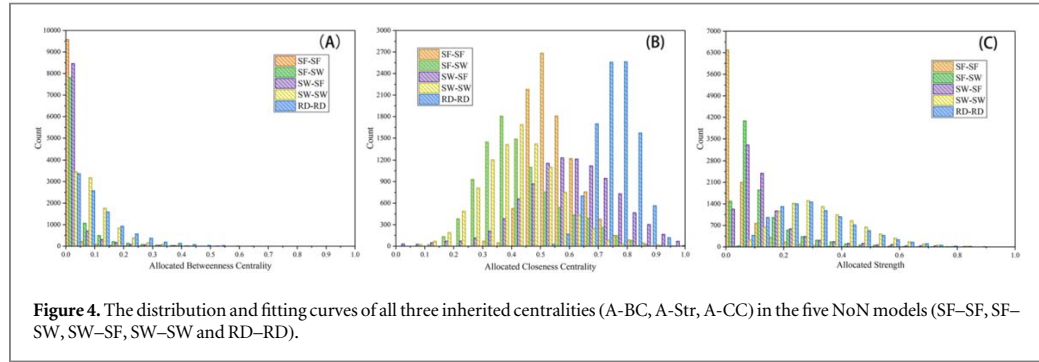 (A)
10000
9000
8000
7000
6000
5000
4000
3000
2000
1000
0
Count
0.0 0.1 0.2 0.3 0.4 0.5 0.6 0.7 0.8 0.9 1.0
Allocated Betweenness Centrality
SF-SF
SF-SW
SW-SF
SW-SW
RD-RD
(B)
3000
2700
2400
2100
1800
1500
1200
900
600
300
0
Count
0.0 0.1 0.2 0.3 0.4 0.5 0.6 0.7 0.8 0.9 1.0
Allocated Closeness Centrality
SF-SF
SF-SW
SW-SF
SW-SW
RD-RD
(C)
7000
6300
5600
4900
4200
3500
2800
2100
1400
700
0
Count
0.0 0.2 0.4 0.6 0.8 1.0
Allocated Strength
SF-SF
SF-SW
SW-SF
SW-SW
RD-RD
Figure 4. The distribution and fitting curves of all three inherited centralities (A-BC, A-Str, A-CC) in the five NoN models (SF–SF, SF–
SW, SW–SF, SW–SW and RD–RD).